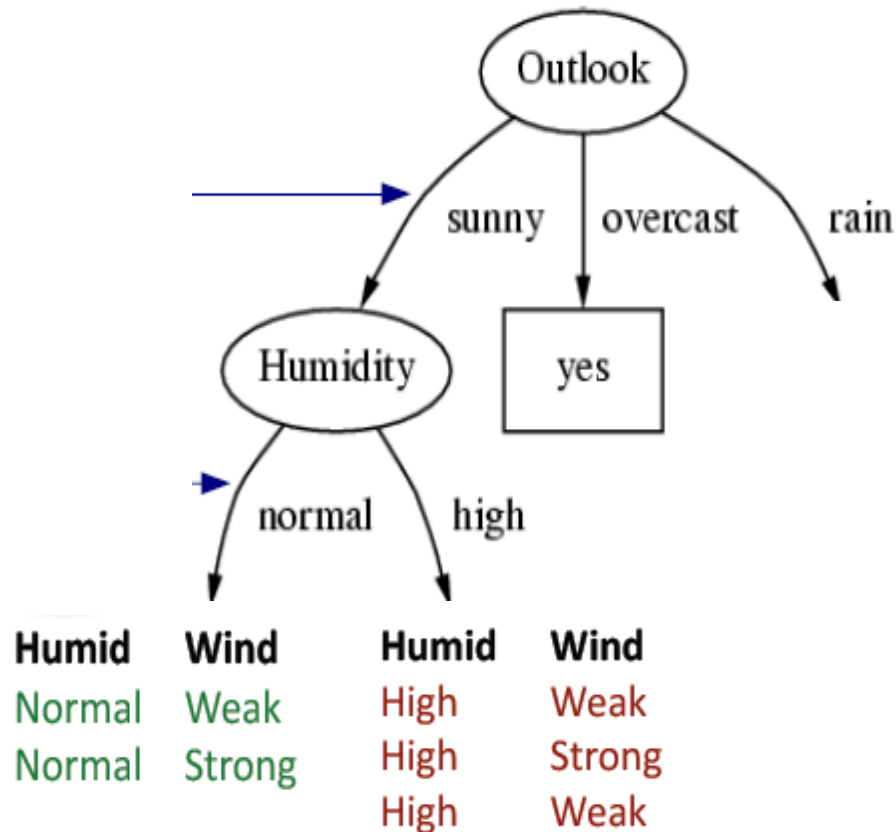 Outlook
sunny overcast rain
Humidity yes
normal high
Humid Wind Humid Wind
Normal Weak High Weak
Normal Strong High Strong
High Weak